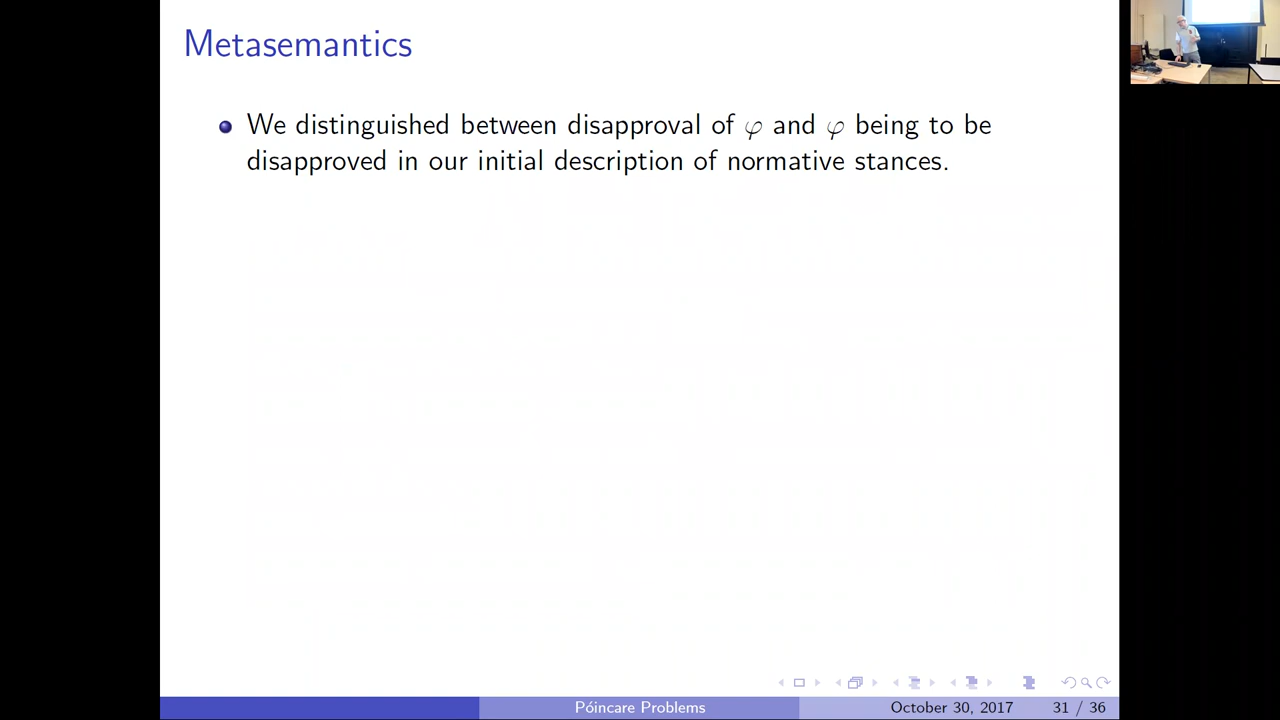 Metasemantics
We distinguished between disapproval of φ and φ being to be
disapproved in our initial description of normative stances.
Póincare Problems
October 30, 2017
31 / 36